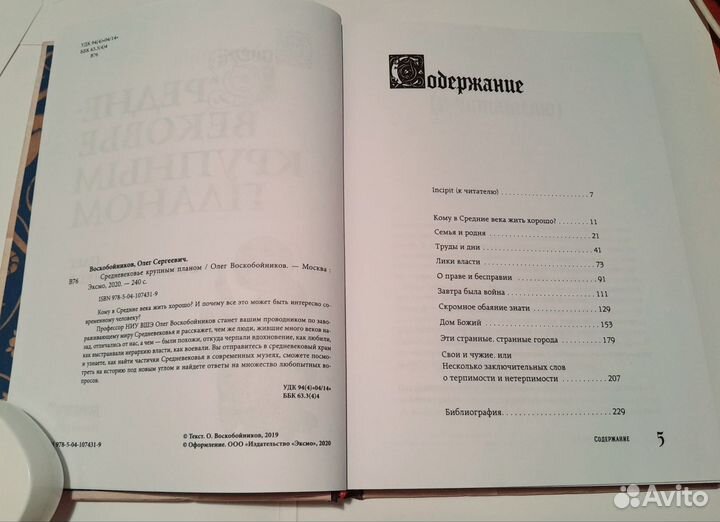 УДК 94(4)«04/14»
ББК 63.3(4)4
В76
Воскобойников, Олег Сергеевич.
В76 Средневековье крупным планом / Олег Воскобойников. — Москва :
Эксмо, 2020. — 240 с.
ISBN 978-5-04-107431-9
Кому в Средние века жить хорошо? И почему все это может быть интересно со-
временному человеку?
Профессор НИУ ВШЭ Олег Воскобойников станет вашим проводником по заво-
раживающему миру Средневековья и расскажет, чем же люди, жившие много веков на-
зад, отличались от нас, а чем — были похожи, откуда черпали вдохновение, как любили,
как выстраивали иерархию власти, как воевали. Вы отправитесь в средневековый храм
и узнаете, как найти частички Средневековья в современных музеях, сможете посмо-
треть на историю под новым углом и найдете ответы на множество любопытных во-
просов.
УДК 94(4)«04/14»
ББК 63.3(4)4
© Текст. О. Воскобойников, 2019
978-5-04-107431-9 © Оформление. ООО «Издательство «Эксмо», 2020
Содержание
Incipit (к читателю) 7
Кому в Средние века жить хорошо? 11
Семья и родня 21
Труды и дни 41
Лики власти 73
О праве и бесправии 91
Завтра была война 111
Скромное обаяние знати 129
Дом Божий 153
Эти странные, странные города 179
Свои и чужие, или
Несколько заключительных слов
о терпимости и нетерпимости 207
Библиография 229
Содержание 5
Avito